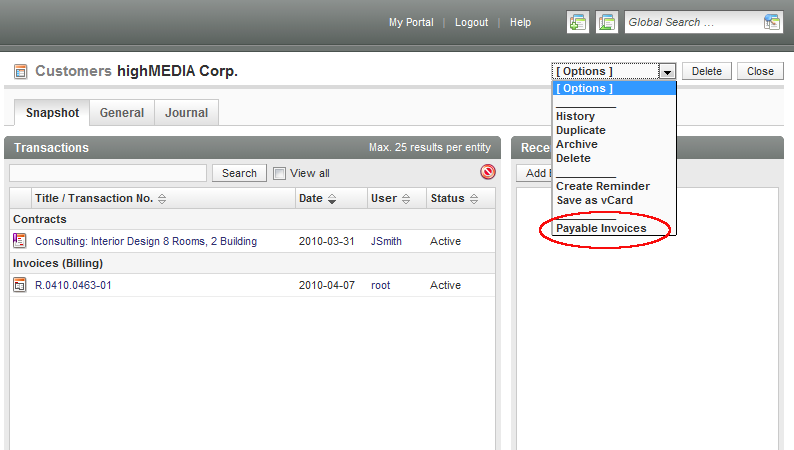 My Portal | Logout | Help
Global Search ...
Customers highMEDIA Corp.
[ Options ]
Delete
Close
[ Options ]
History
Duplicate
Archive
Delete
Create Reminder
Save as vCard
Payable Invoices
Snapshot
General
Journal
Transactions
Max. 25 results per entity
Search
View all
Title / Transaction No.
Date
User
Status
Contracts
Consulting: Interior Design 8 Rooms, 2 Building 2010-03-31 JSmith Active
Invoices (Billing)
R.0410.0463-01 2010-04-07 root Active
Rece
Add